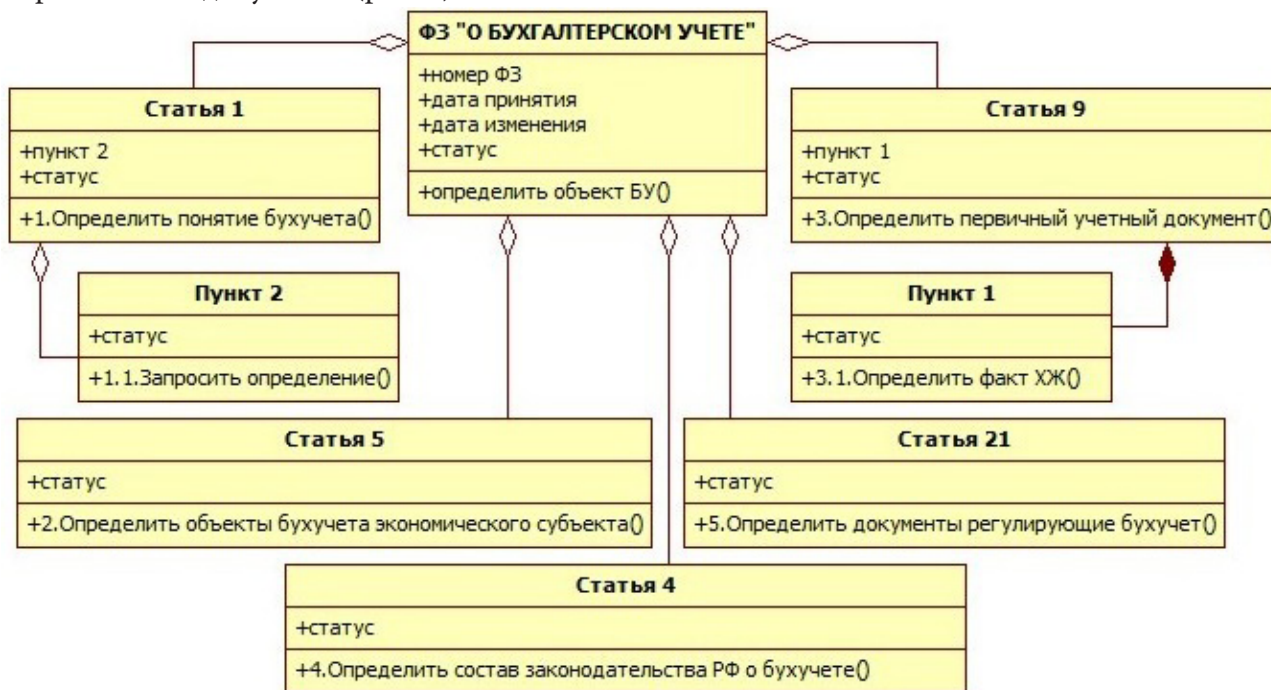 ФЗ "О БУХГАЛТЕРСКОМ УЧЕТЕ"
+номер ФЗ
+дата принятия
+дата изменения
+статус
+определить объект БУ()
Статья 1
+пункт 2
+статус
+1.Определить понятие бухучета()
Статья 9
+пункт 1
+статус
+3.Определить первичный учетный документ()
Пункт 2
+статус
+1.1.Запросить определение()
Пункт 1
+статус
+3.1.Определить факт ХЖ()
Статья 5
+статус
+2.Определить объекты бухучета экономического субъекта()
Статья 21
+статус
+5.Определить документы регулирующие бухучет()
Статья 4
+статус
+4.Определить состав законодательства РФ о бухучете()